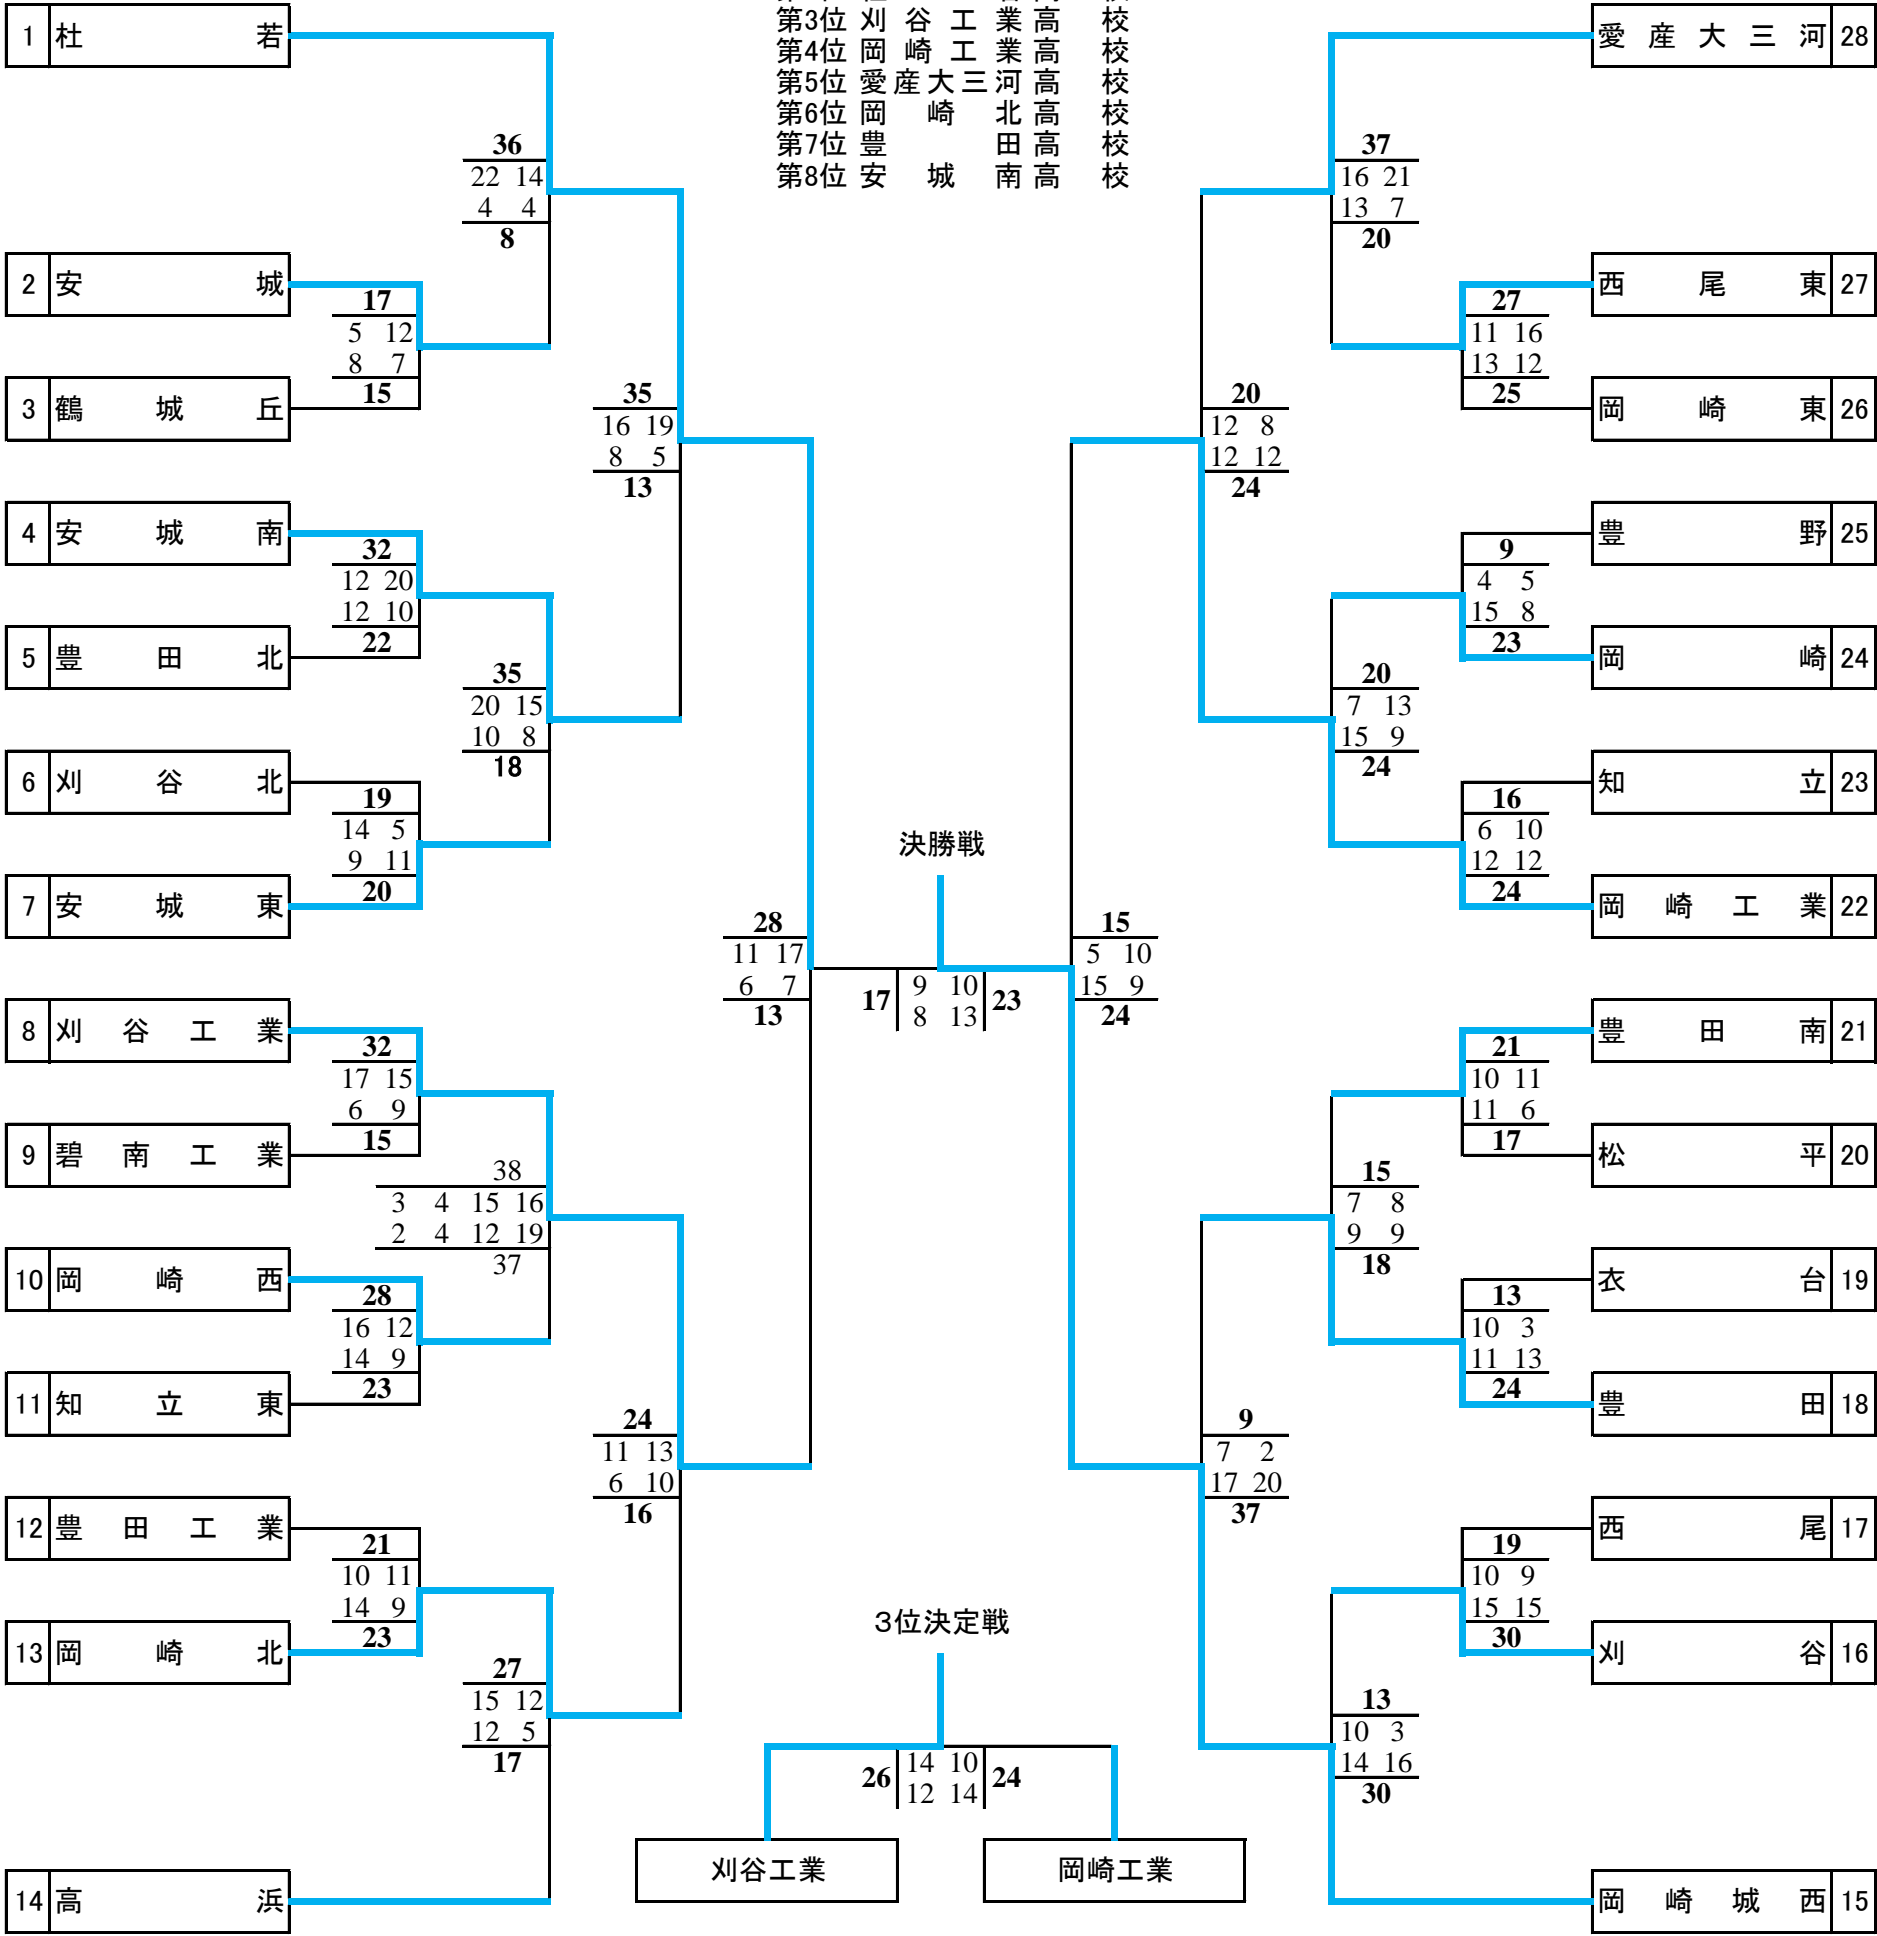 第3位 刈谷工業高校
第4位 岡崎工業高校
第5位 愛産大三河高校
第6位 岡崎北高校
第7位 豊田高校
第8位 安城南高校
1 杜若
36
22 14
4 4
8
2 安城
17
5 12
8 7
15
3 鶴城丘
35
16 19
8 5
13
4 安城南
32
12 20
12 10
22
5 豊田北
35
20 15
10 8
18
6 刈谷北
19
14 5
9 11
20
7 安城東
28
11 17
6 7
13
8 刈谷工業
32
17 15
6 9
15
9 碧南工業
38
3 4 15 16
2 4 12 19
37
10 岡崎西
28
16 12
14 9
23
11 知立東
24
11 13
6 10
16
12 豊田工業
21
10 11
14 9
23
13 岡崎北
27
15 12
12 5
17
14 高浜
決勝戦
17 9 10 23
8 13
3位決定戦
26 14 10 24
12 14
刈谷工業 岡崎工業
愛産大三河 28
37
16 21
13 7
20
西尾東 27
27
11 16
13 12
25
岡崎東 26
20
12 8
12 12
24
豊野 25
9
4 5
15 8
23
岡崎 24
20
7 13
15 9
24
知立 23
16
6 10
12 12
24
岡崎工業 22
15
5 10
15 9
24
豊田南 21
21
10 11
11 6
17
松平 20
15
7 8
9 9
18
衣台 19
13
10 3
11 13
24
豊田 18
9
7 2
17 20
37
西尾 17
19
10 9
15 15
30
刈谷 16
13
10 3
14 16
30
岡崎城西 15